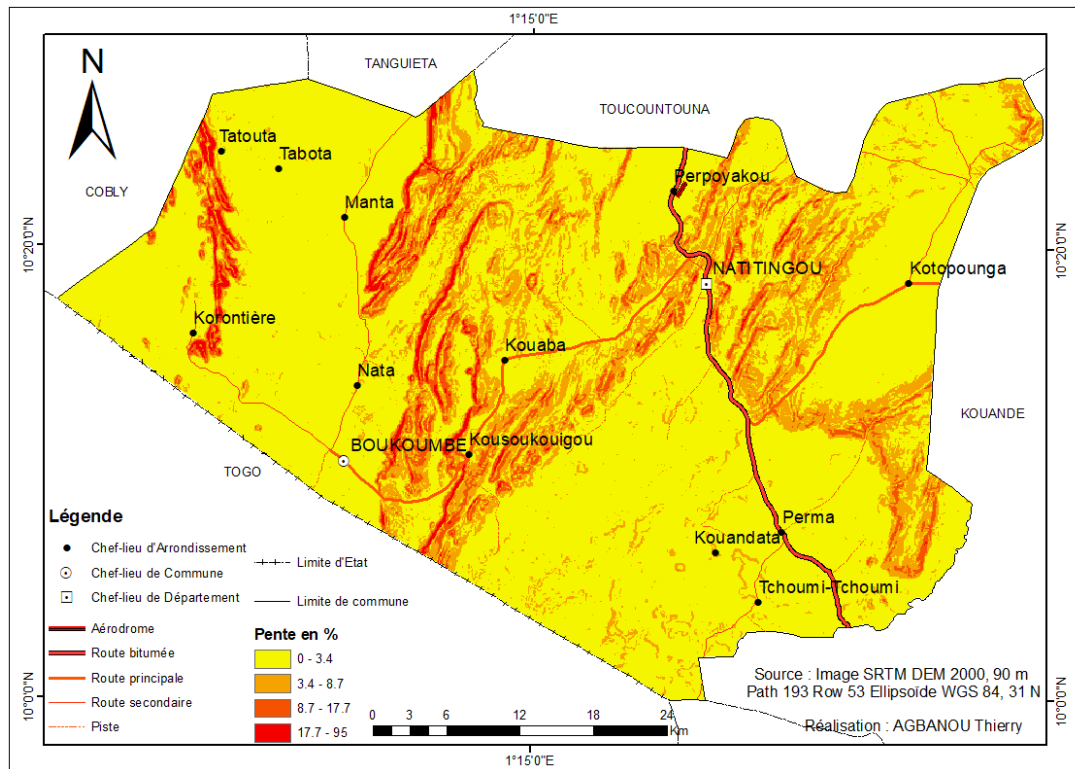 1°15'0"E
N
TANGUIETA
TOUCOUNTOUNA
COBLY
Tatouta
Tabota
Manta
Perpoyakou
10°20'0"N
10°20'0"N
NATITINGOU
Kotopounga
Korontière
Kouaba
Nata
KOUANDE
BOUKOUMBE
Kousoukouigou
TOGO
Perma
Kouandata
Tchoumi-Tchoumi
Légende
Chef-lieu d'Arrondissement
Chef-lieu de Commune
Chef-lieu de Département
Aérodrome
Route bitumée
Route principale
Route secondaire
Piste
Limite d'Etat
Limite de commune
Pente en %
0 - 3.4
3.4 - 8.7
8.7 - 17.7
17.7 - 95
0 3 6 12 18 24
Km
Source : Image SRTM DEM 2000, 90 m
Path 193 Row 53 Ellipsoïde WGS 84, 31 N
Réalisation : AGBANOU Thierry
10°0'0"N
10°0'0"N
1°15'0"E